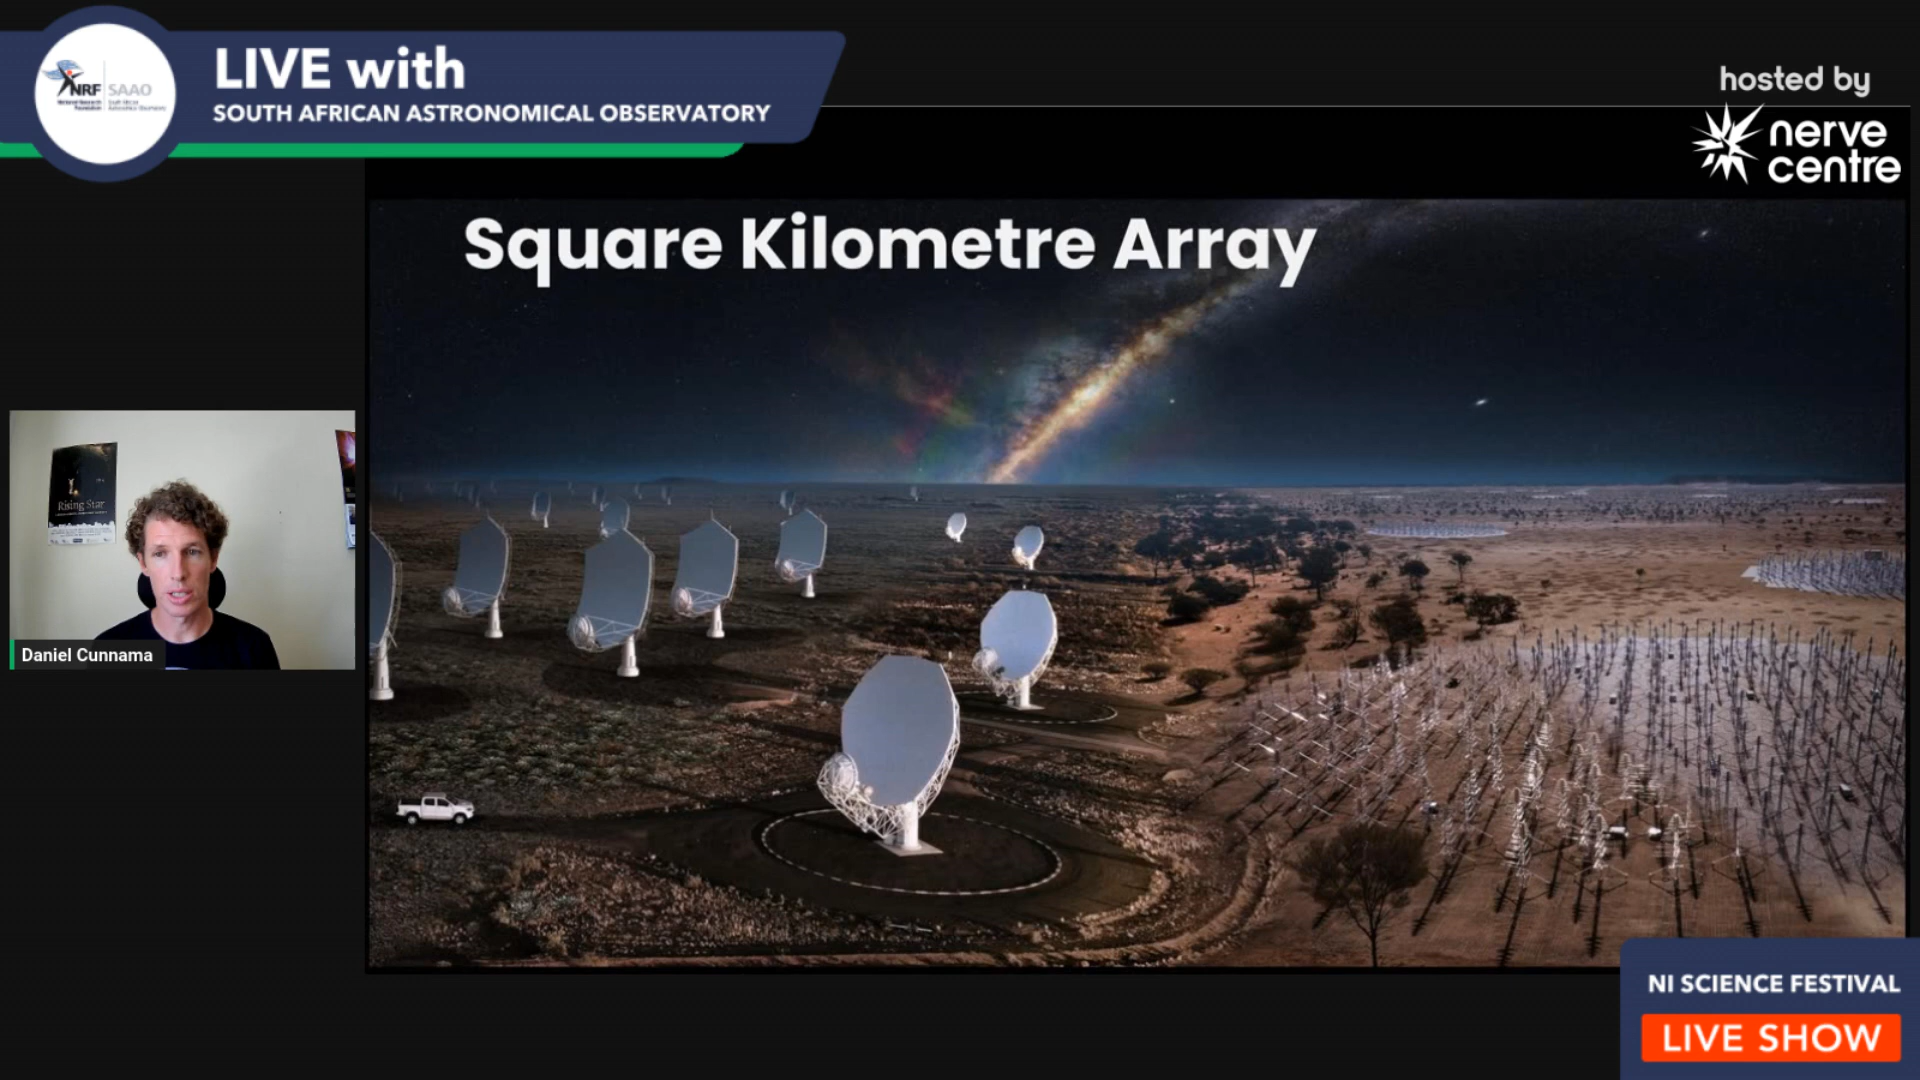 LIVE with
SOUTH AFRICAN ASTRONOMICAL OBSERVATORY
NRF
SAAO
hosted by
nerve
centre
Square Kilometre Array
Rising Star
Daniel Cunnama
NI SCIENCE FESTIVAL
LIVE SHOW